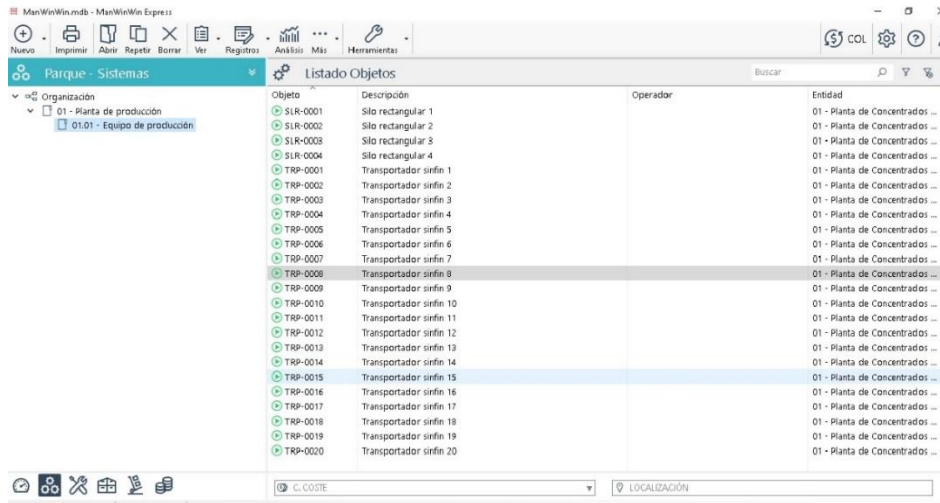 ManWinWin.mdb - ManWinWin Express
Nuevo Imprimir Abrir Repetir Borrar Ver Registros Análisis Más Herramientas COL
Parque - Sistemas
Listado Objetos
Buscar
Organización
01 - Planta de producción
01.01 - Equipo de producción
Objeto Descripción Operador Entidad
SLR-0001 Silo rectangular 1 01 - Planta de Concentrados ...
SLR-0002 Silo rectangular 2 01 - Planta de Concentrados ...
SLR-0003 Silo rectangular 3 01 - Planta de Concentrados ...
SLR-0004 Silo rectangular 4 01 - Planta de Concentrados ...
TRP-0001 Transportador sinfin 1 01 - Planta de Concentrados ...
TRP-0002 Transportador sinfin 2 01 - Planta de Concentrados ...
TRP-0003 Transportador sinfin 3 01 - Planta de Concentrados ...
TRP-0004 Transportador sinfin 4 01 - Planta de Concentrados ...
TRP-0005 Transportador sinfin 5 01 - Planta de Concentrados ...
TRP-0006 Transportador sinfin 6 01 - Planta de Concentrados ...
TRP-0007 Transportador sinfin 7 01 - Planta de Concentrados ...
TRP-0008 Transportador sinfin 8 01 - Planta de Concentrados ...
TRP-0009 Transportador sinfin 9 01 - Planta de Concentrados ...
TRP-0010 Transportador sinfin 10 01 - Planta de Concentrados ...
TRP-0011 Transportador sinfin 11 01 - Planta de Concentrados ...
TRP-0012 Transportador sinfin 12 01 - Planta de Concentrados ...
TRP-0013 Transportador sinfin 13 01 - Planta de Concentrados ...
TRP-0014 Transportador sinfin 14 01 - Planta de Concentrados ...
TRP-0015 Transportador sinfin 15 01 - Planta de Concentrados ...
TRP-0016 Transportador sinfin 16 01 - Planta de Concentrados ...
TRP-0017 Transportador sinfin 17 01 - Planta de Concentrados ...
TRP-0018 Transportador sinfin 18 01 - Planta de Concentrados ...
TRP-0019 Transportador sinfin 19 01 - Planta de Concentrados ...
TRP-0020 Transportador sinfin 20 01 - Planta de Concentrados ...
C. COSTE LOCALIZACIÓN